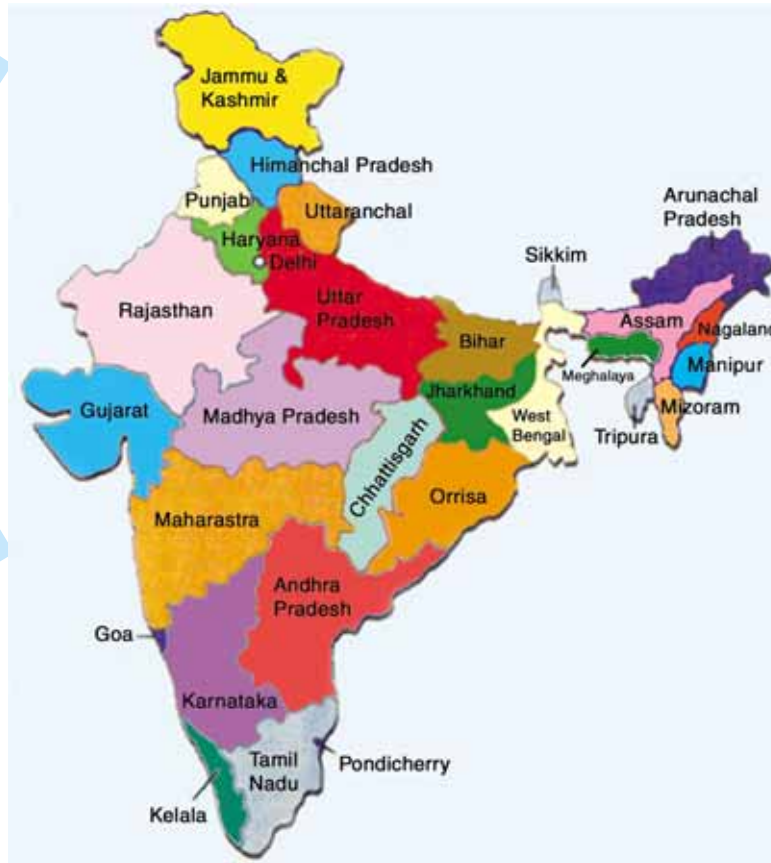 Jammu &
Kashmir
Himanchal Pradesh
Punjab
Uttaranchal
Arunachal
Pradesh
Haryana
Delhi
Sikkim
Rajasthan
Uttar
Pradesh
Assam
Nagaland
Bihar
Meghalaya
Manipur
Gujarat
Madhya Pradesh
Jharkhand
West
Bengal
Tripura
Mizoram
Chhattisgarh
Orrisa
Maharastra
Andhra
Pradesh
Goa
Karnataka
Tamil
Nadu
Pondicherry
Kelala